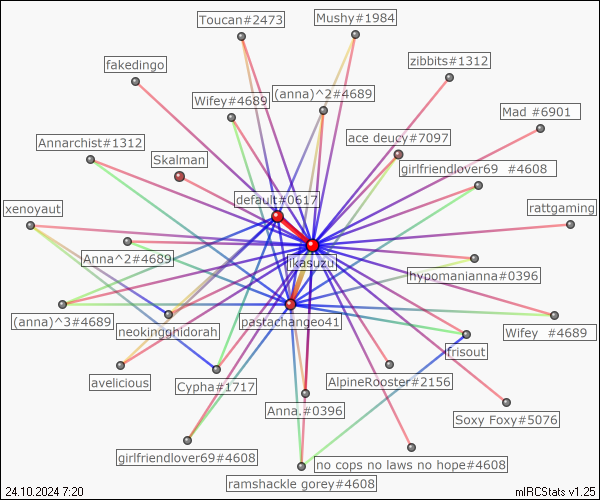 Toucan#2473
Mushy#1984
fakedingo
zibbits#1312
Wifey#4689
(anna)^2#4689
Mad #6901
Annarchist#1312
ace deucy#7097
Skalman
girlfriendlover69 #4608
default#0617
xenoyaut
rattgaming
Anna^2#4689
ikasuzu
hypomanianna#0396
(anna)^3#4689
neokingghidorah
pastachangeo41
Wifey #4689
frisout
avelicious
Cypha#1717
AlpineRooster#2156
Anna.#0396
Soxy Foxy#5076
girlfriendlover69#4608
no cops no laws no hope#4608
ramshackle gorey#4608
24.10.2024 7:20
mIRCStats v1.25